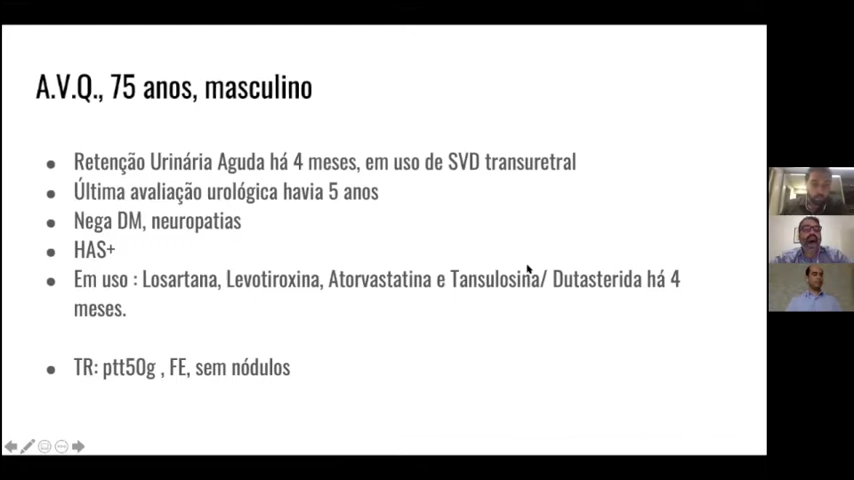 A.V.Q., 75 anos, masculino
● Retenção Urinária Aguda há 4 meses, em uso de SVD transuretral
● Última avaliação urológica havia 5 anos
● Nega DM, neuropatias
● HAS+
● Em uso : Losartana, Levotiroxina, Atorvastatina e Tansulosina/ Dutasterida há 4
meses.
● TR: ptt50g , FE, sem nódulos